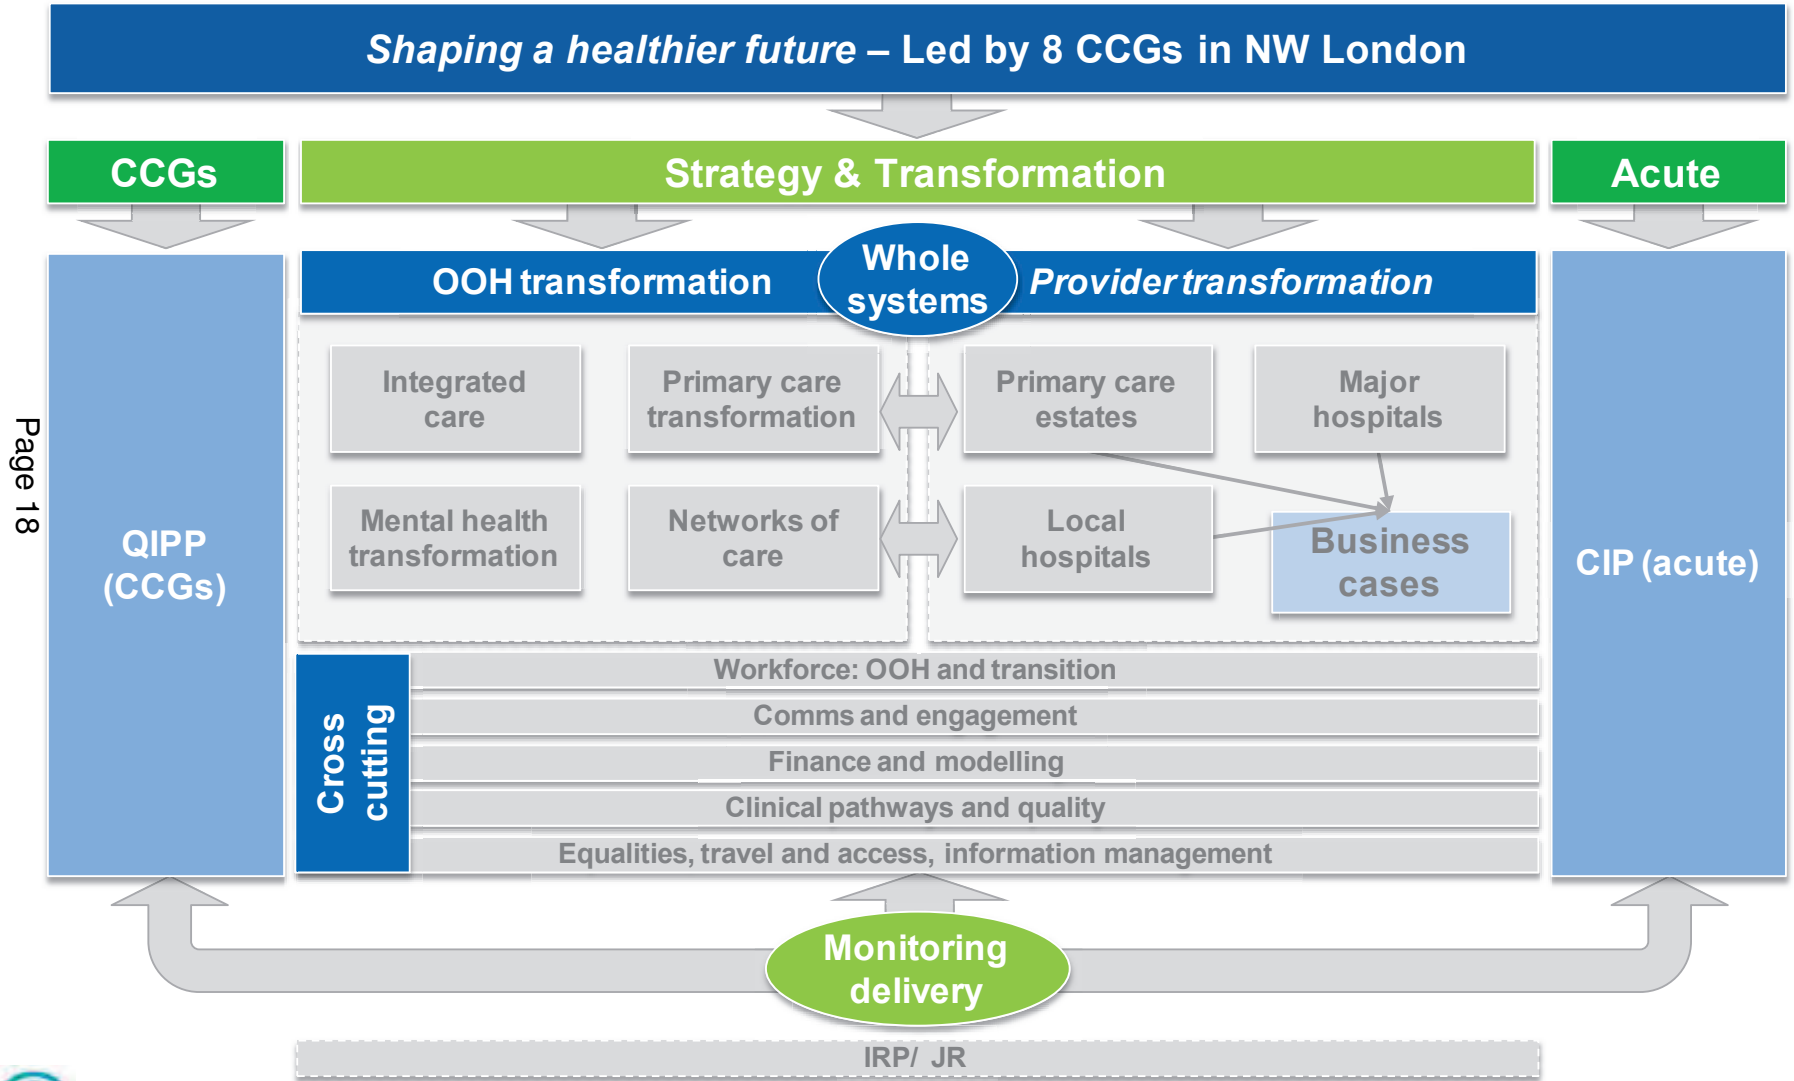 Shaping a healthier future – Led by 8 CCGs in NW London
CCGs
Strategy & Transformation
Acute
OOH transformation
Whole
systems
Provider transformation
Integrated
care
Primary care
transformation
Primary care
estates
Major
hospitals
Mental health
transformation
Networks of
care
Local
hospitals
Business
cases
QIPP
(CCGs)
CIP (acute)
Page 18
Cross
cutting
Workforce: OOH and transition
Comms and engagement
Finance and modelling
Clinical pathways and quality
Equalities, travel and access, information management
Monitoring
delivery
IRP/ JR